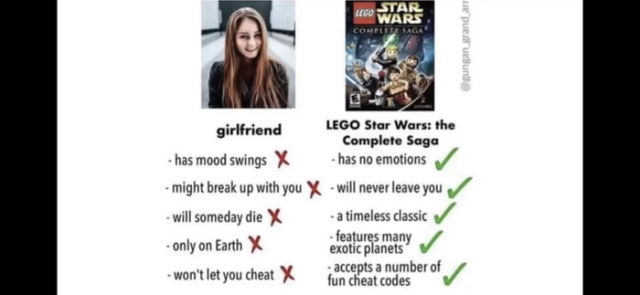 LEGO STAR WARS
COMPLETE SAGA
girlfriend
- has mood swings
- might break up with you
- will someday die
- only on Earth
- won't let you cheat
LEGO Star Wars: the
Complete Saga
- has no emotions
- will never leave you
- a timeless classic
- features many
exotic planets
- accepts a number of
fun cheat codes